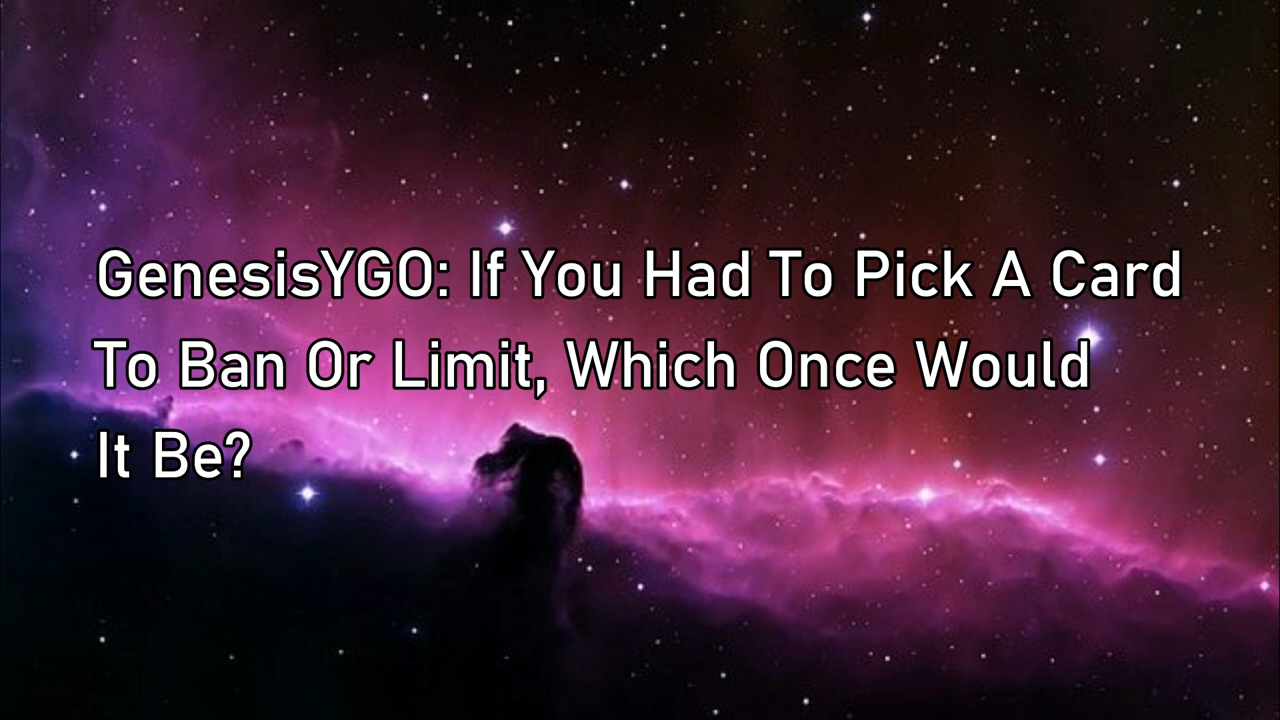 GenesisYGO: If You Had To Pick A Card
To Ban Or Limit, Which Once Would
It Be?